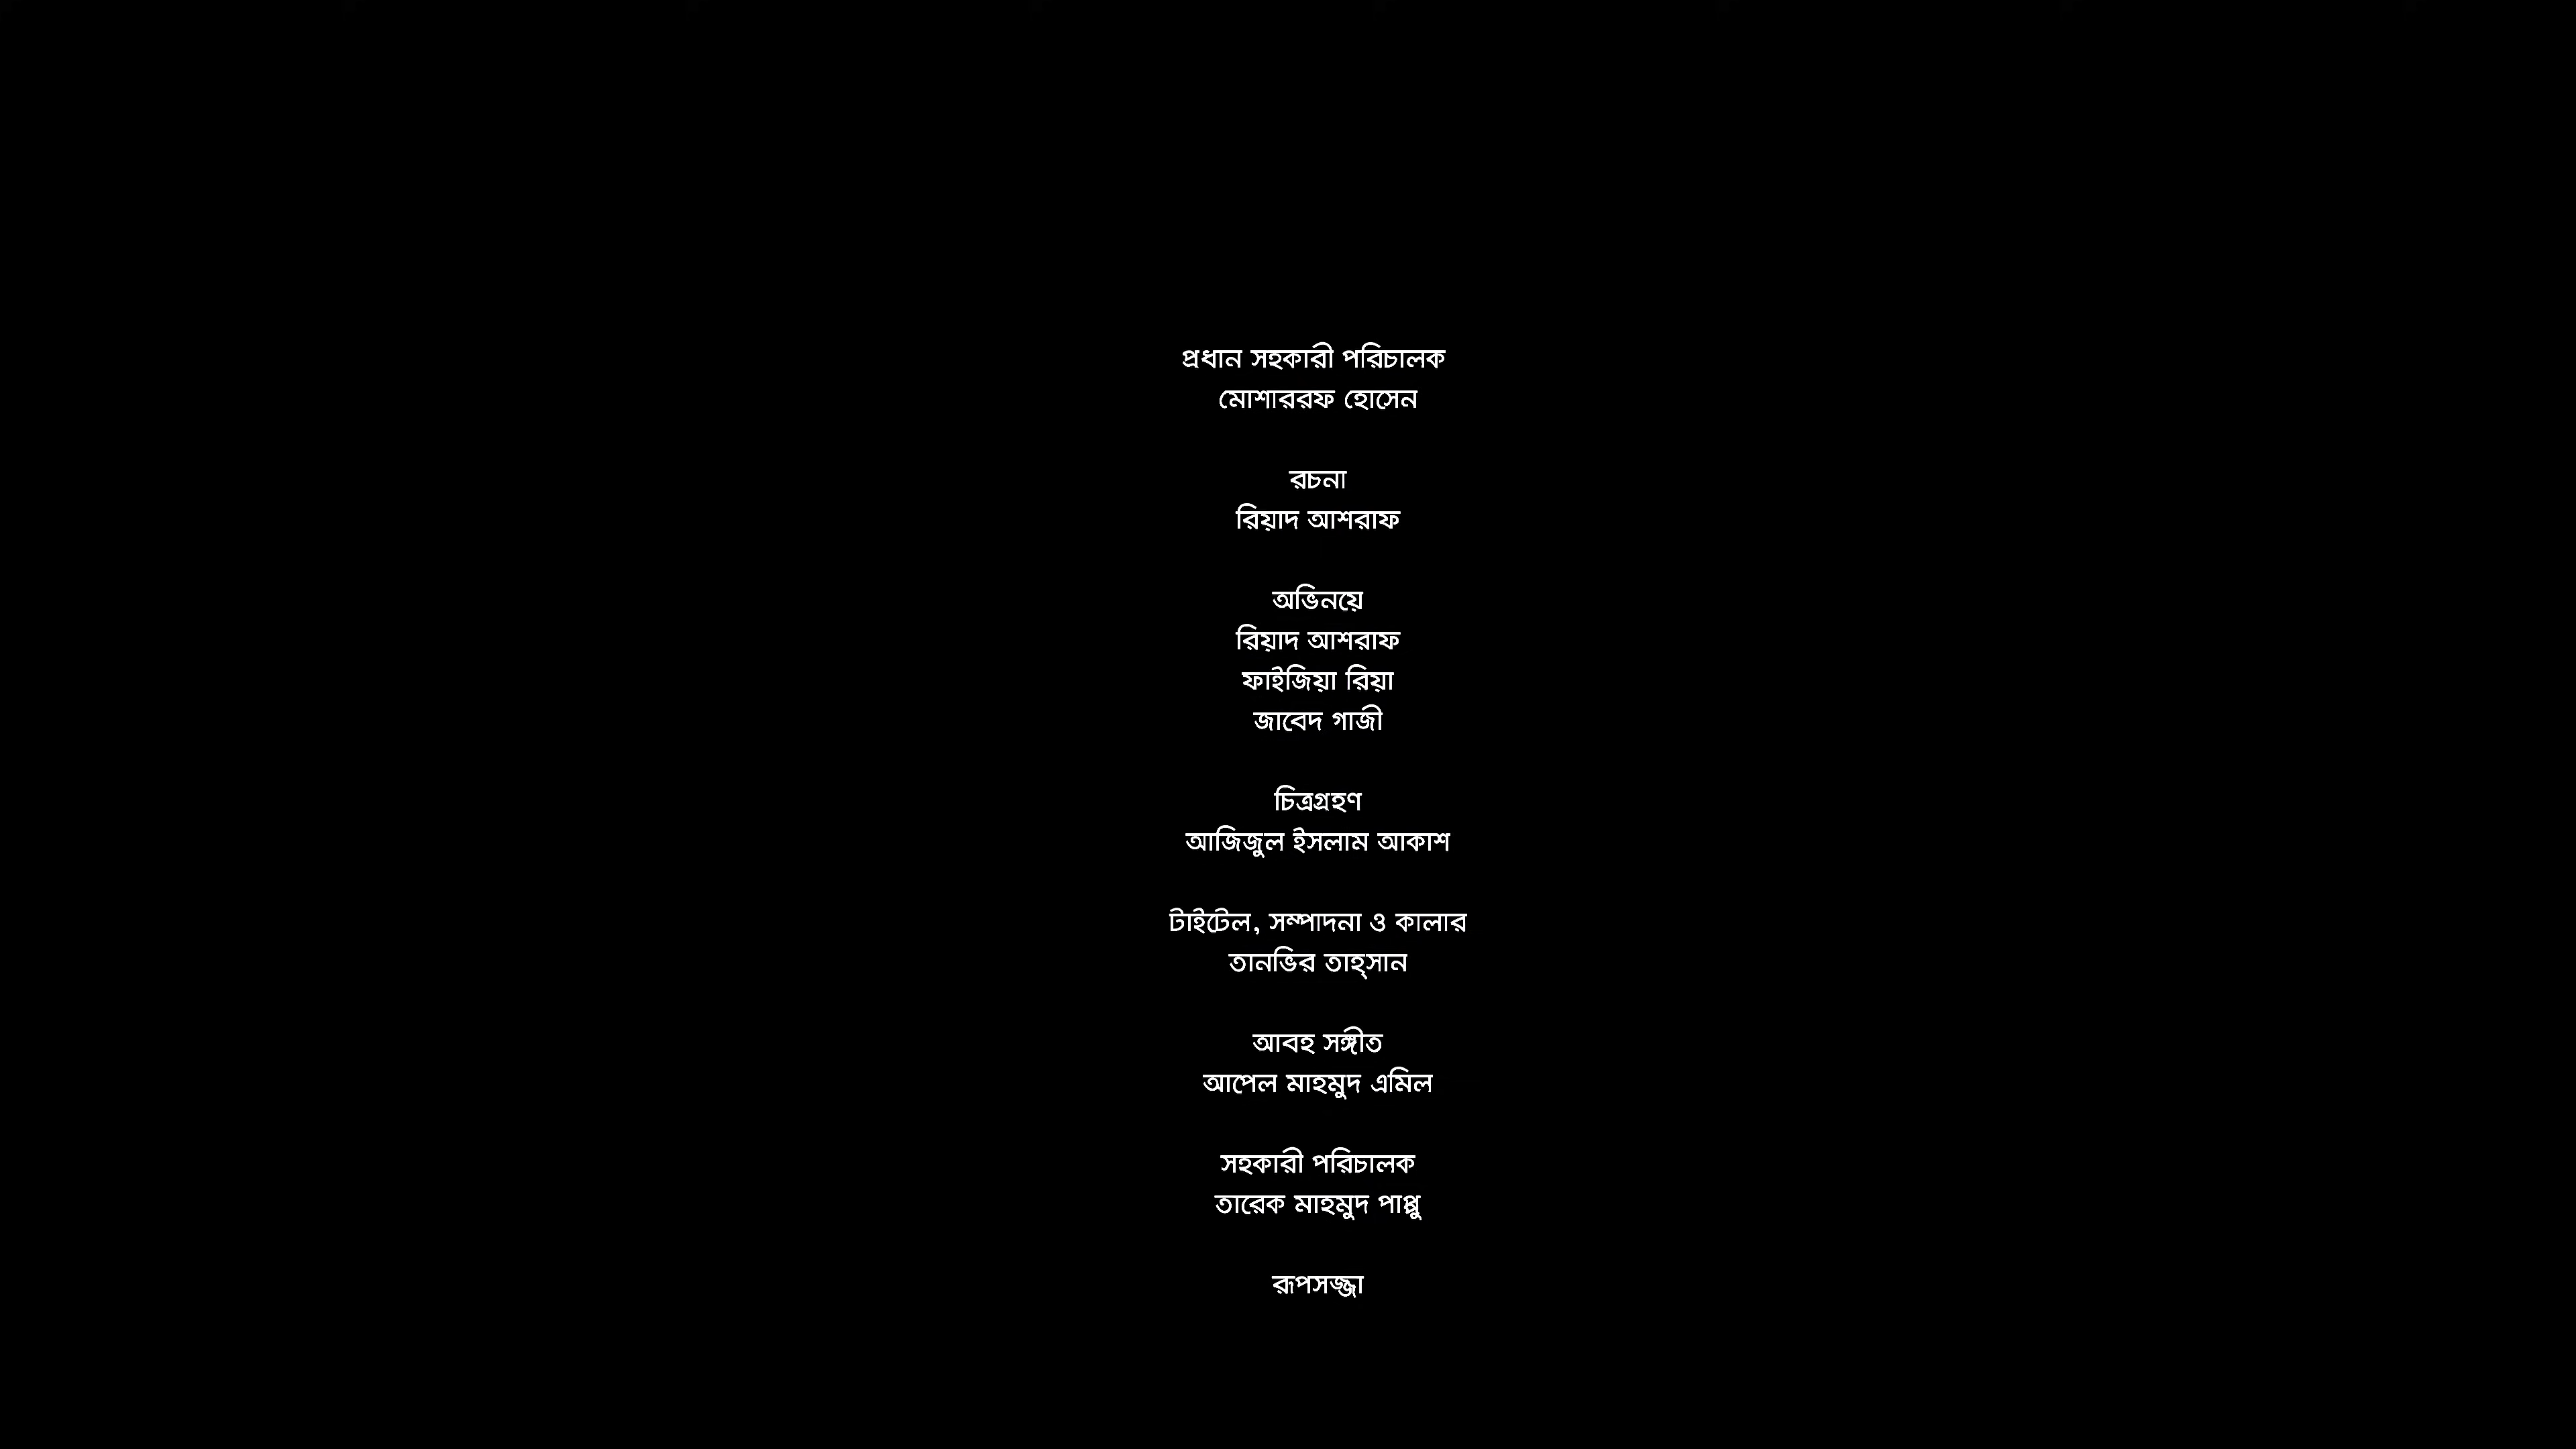 প্রধান সহকারী পরিচালক
মোশাররফ হোসেন
রচনা
রিয়াদ আশরাফ
অভিনয়ে
রিয়াদ আশরাফ
ফাইজিয়া রিয়া
জাবেদ গাজী
চিত্রগ্রহণ
আজিজুল ইসলাম আকাশ
টাইটেল, সম্পাদনা ও কালার
তানভির তাহ্সান
আবহ সঙ্গীত
আপেল মাহমুদ এমিল
সহকারী পরিচালক
তারেক মাহমুদ পাপ্পু
রূপসজ্জা